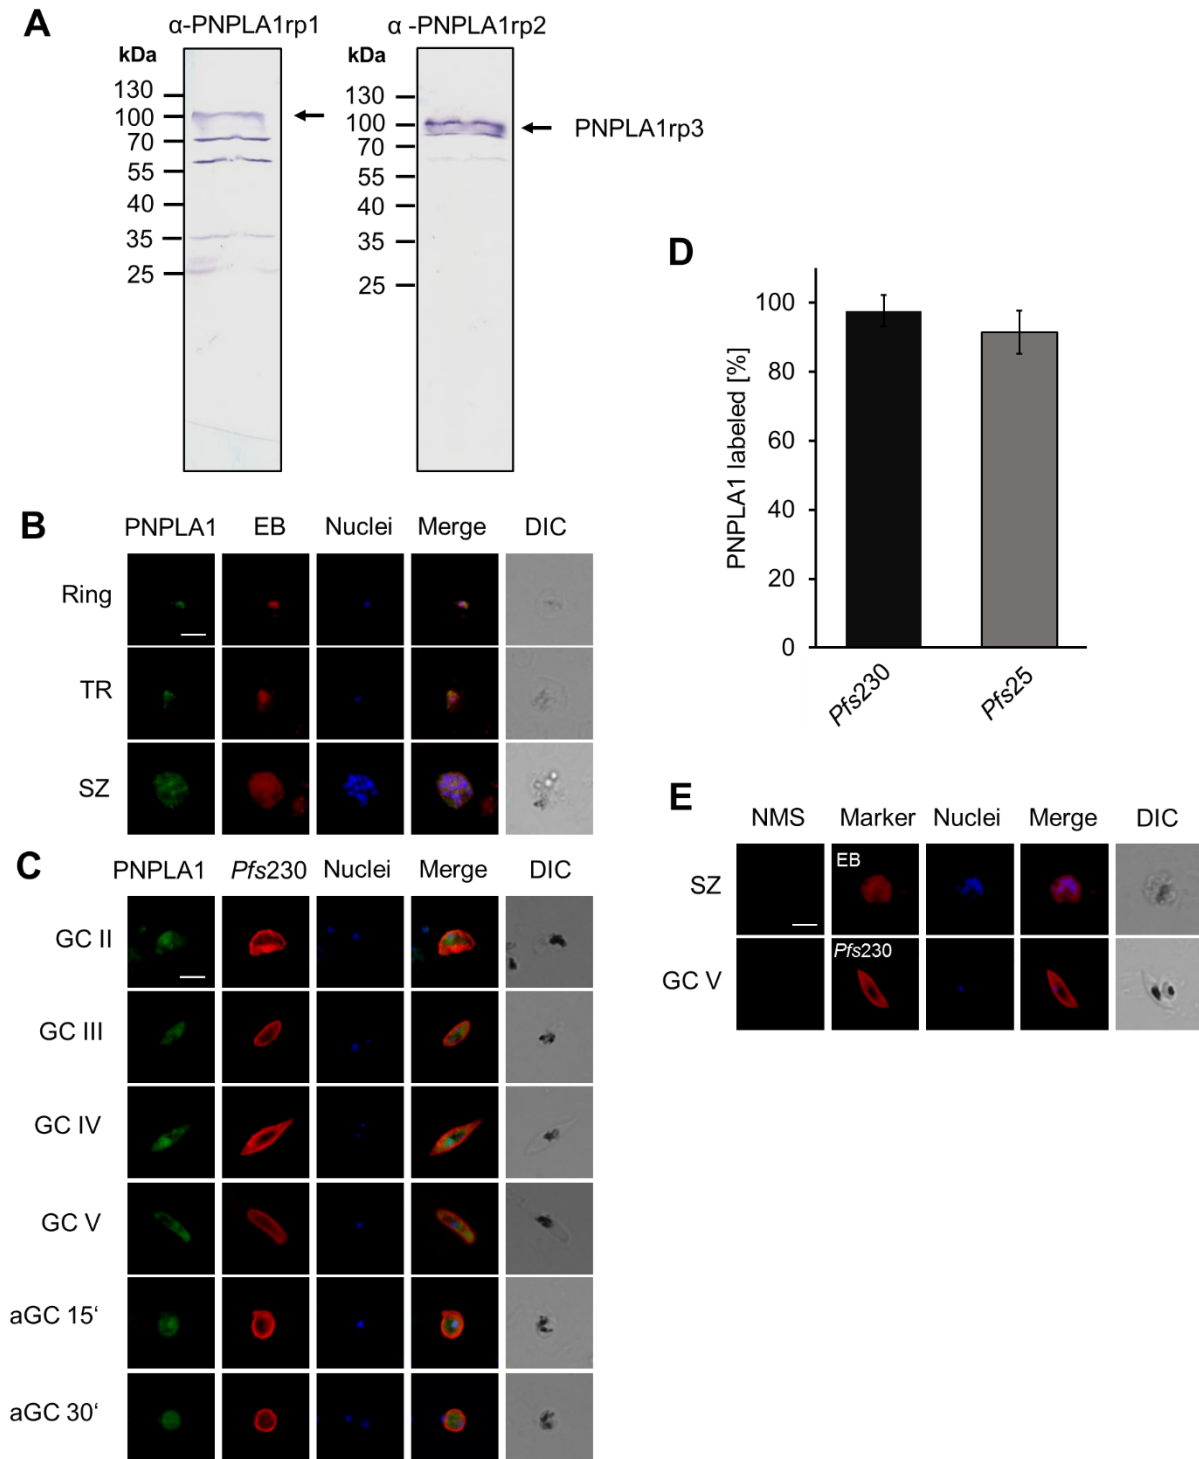 A
α-PNPLA1rp1
α -PNPLA1rp2
kDa
130
100
70
55
40
35
25
kDa
130
100
70
55
40
35
25
PNPLA1rp3
D
PNPLA1 labeled [%]
100
80
60
40
20
0
Pfs230
Pfs25
B
PNPLA1 EB Nuclei Merge DIC
Ring
TR
SZ
C
PNPLA1 Pfs230 Nuclei Merge DIC
GC II
GC III
GC IV
GC V
aGC 15‘
aGC 30‘
E
NMS Marker Nuclei Merge DIC
SZ
EB
GC V
Pfs230